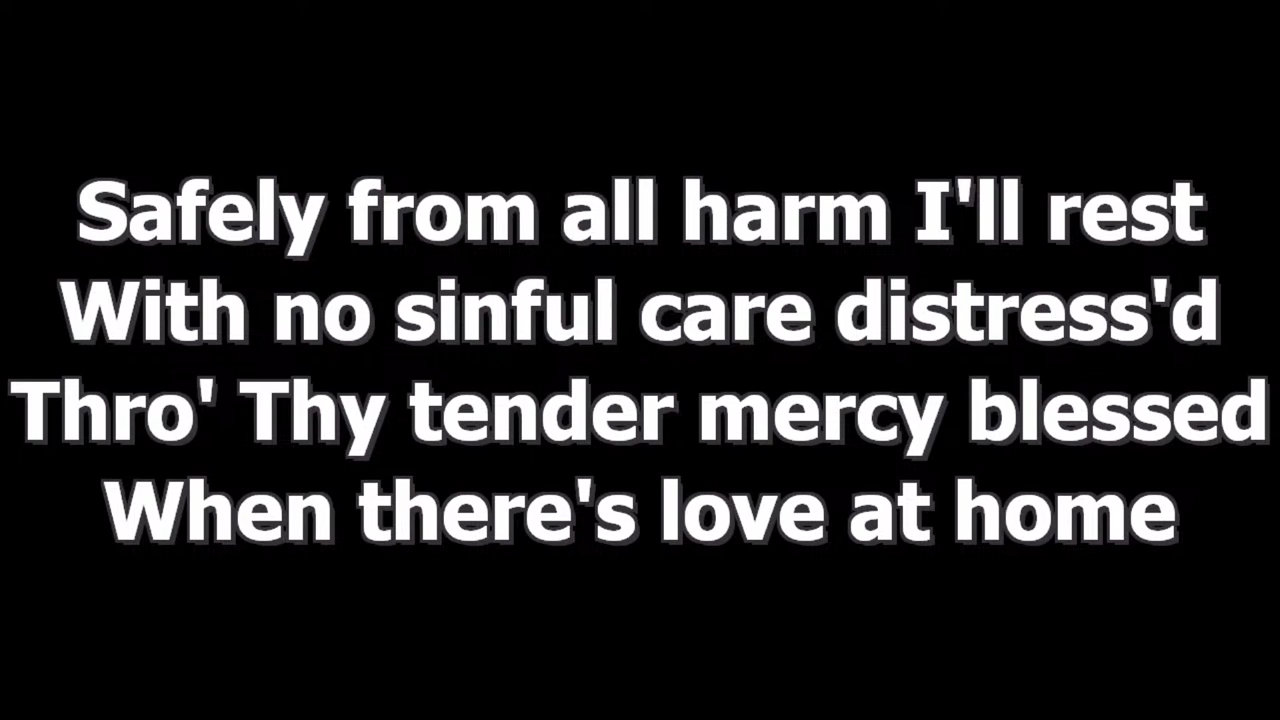 Safely from all harm I'll rest
With no sinful care distress'd
Thro' Thy tender mercy blessed
When there's love at home